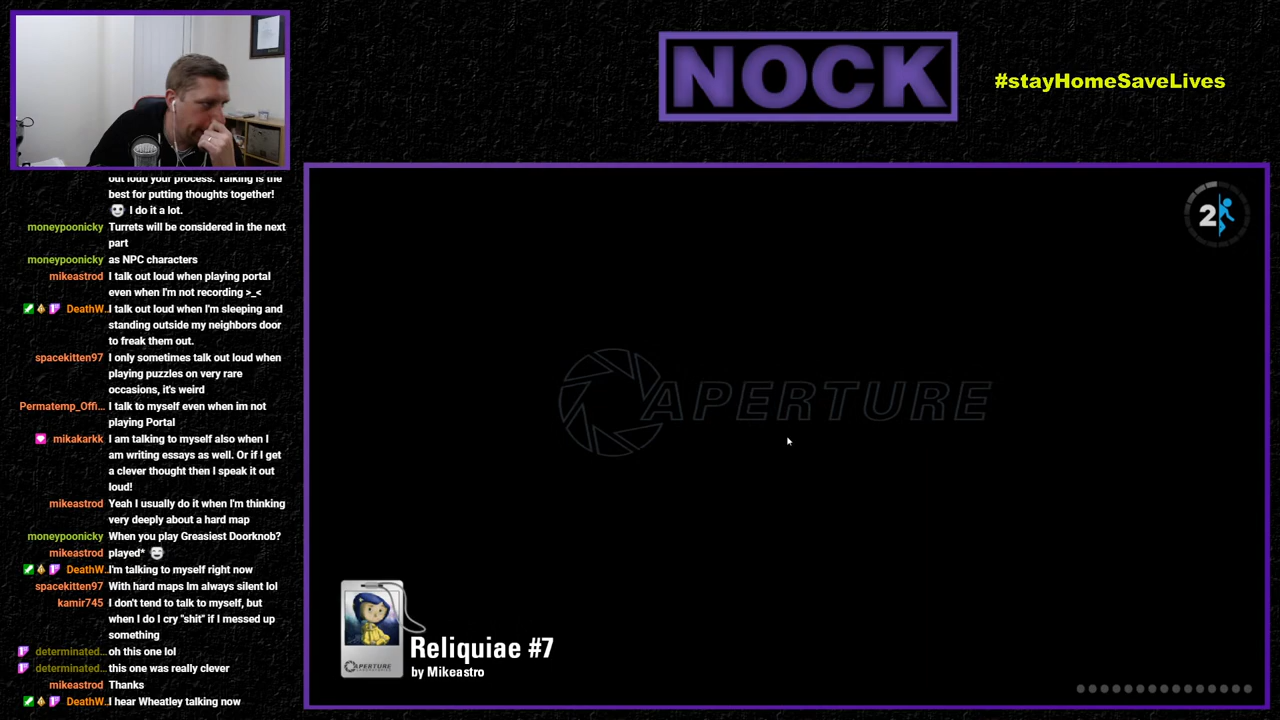 NOCK
#stayHomeSaveLives
out loud your process. Talking is the
best for putting thoughts together!
I do it a lot.
moneypoonicky Turrets will be considered in the next
part
moneypoonicky as NPC characters
mikeastrod I talk out loud when playing portal
even when I'm not recording >_<
DeathW.. I talk out loud when I'm sleeping and
standing outside my neighbors door
to freak them out.
spacekitten97 I only sometimes talk out loud when
playing puzzles on very rare
occasions, it's weird
Permatemp_Offi... I talk to myself even when im not
playing Portal
mikakarkk I am talking to myself also when I
am writing essays as well. Or if I get
a clever thought then I speak it out
loud!
mikeastrod Yeah I usually do it when I'm thinking
very deeply about a hard map
moneypoonicky When you play Greasiest Doorknob?
mikeastrod played*
DeathW.. I'm talking to myself right now
spacekitten97 With hard maps Im always silent lol
kamir745 I don't tend to talk to myself, but
when I do I cry "shit" if I messed up
something
determined... oh this one lol
determined... this one was really clever
mikeastrod Thanks
DeathW.. I hear Wheatley talking now
2
APERTURE
APERTURE
Reliquiae #7
by Mikeastro